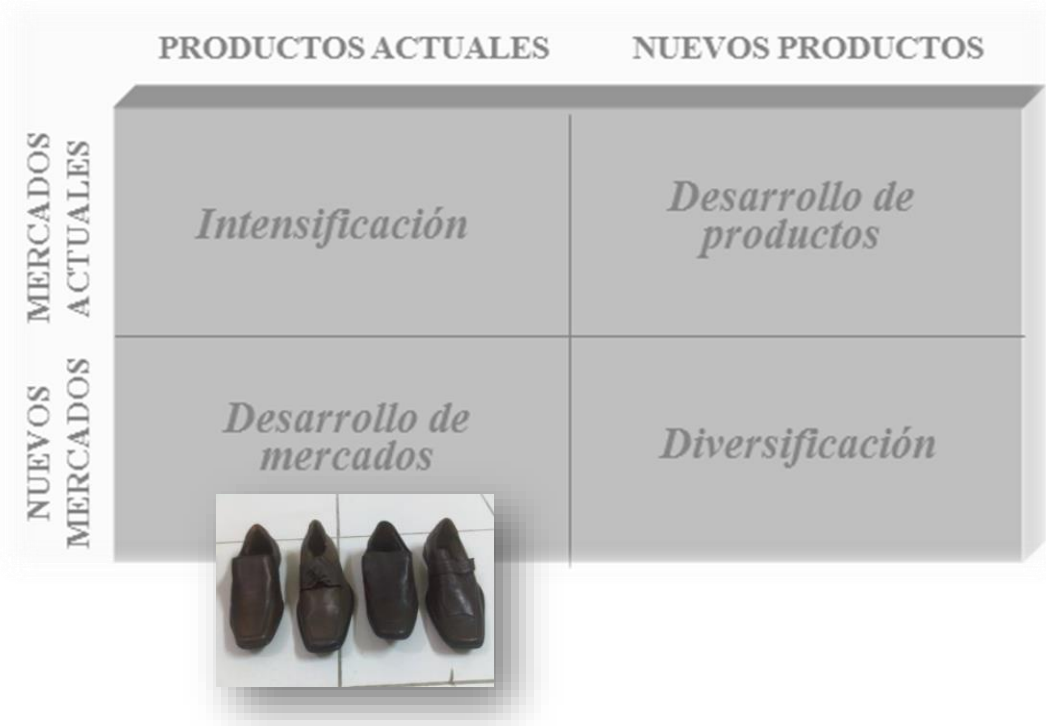 PRODUCTOS ACTUALES
NUEVOS PRODUCTOS
MERCADOS
ACTUALES
Intensificación
Desarrollo de
productos
NUEVOS
MERCADOS
Desarrollo de
mercados
Diversificación